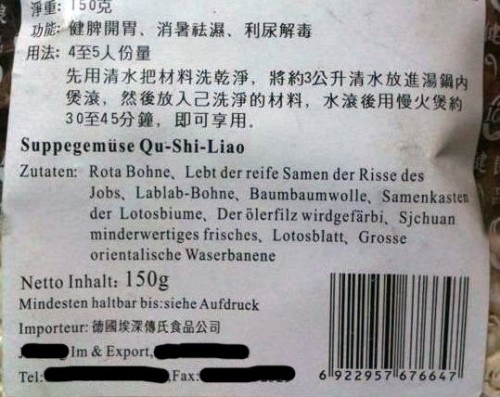 淨重：150克
功能：健脾開胃、消暑祛濕、利尿解毒
用法：4至5人份量
先用清水把材料洗乾淨，將約3公升清水放進湯鍋內
煲滾，然後放入己洗淨的材料，水滾後用慢火煲約
30至45分鐘，即可享用.
Suppegemüse Qu-Shi-Liao
Zutaten: Rota Bohne、Lebt der reife Samen der Risse des
Jobs、Lablab-Bohne、Baumbaumwolle、Samenkasten
der Lotosbiume、Der ölerfilz wirdgefärbi、Sjchuan
minderwertiges frisches、Lotosblatt、Grosse
orientalische Waserbanene
Netto Inhalt: 150g
Mindesten haltbar bis:siehe Aufdruck
Importeur: 德國埃深傅氏食品公司
Im & Export,
Tel: ,Fax:
6 922957 676647